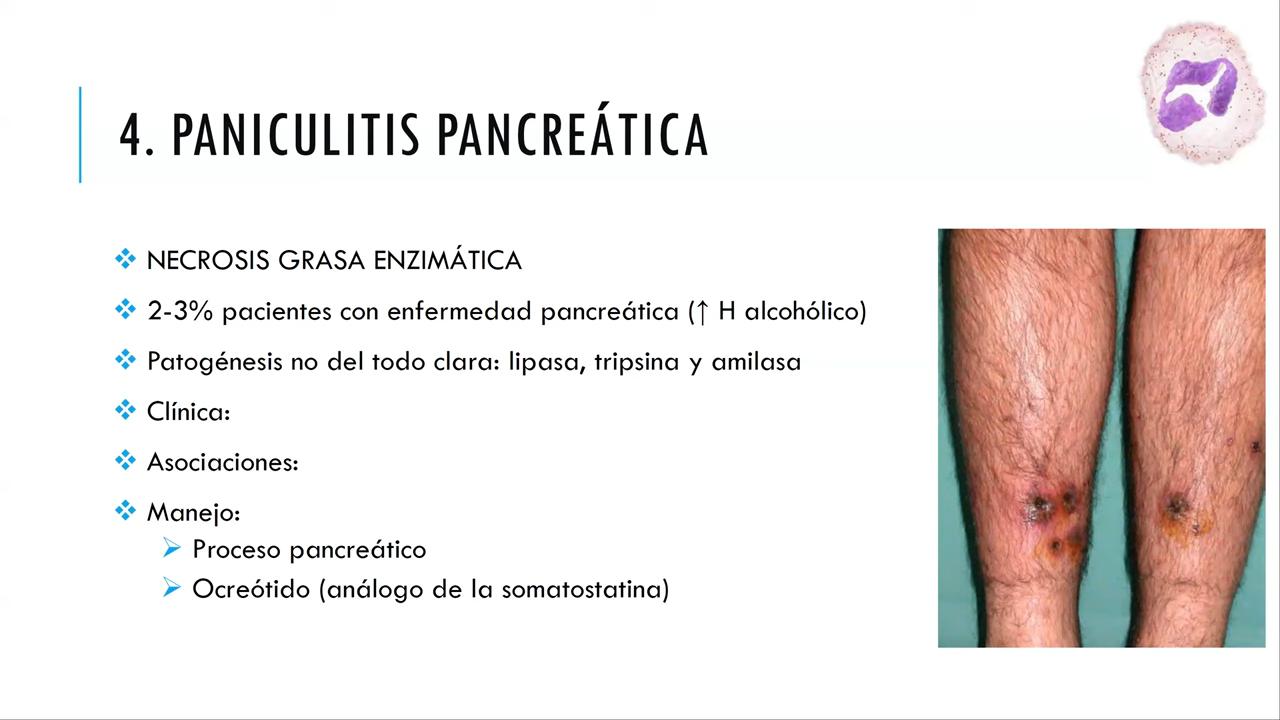 4. PANICULITIS PANCREÁTICA
NECROSIS GRASA ENZIMÁTICA
2-3% pacientes con enfermedad pancreática (↑ H alcohólico)
Patogénesis no del todo clara: lipasa, tripsina y amilasa
Clínica:
Asociaciones:
Manejo:
Proceso pancreático
Ocreótido (análogo de la somatostatina)